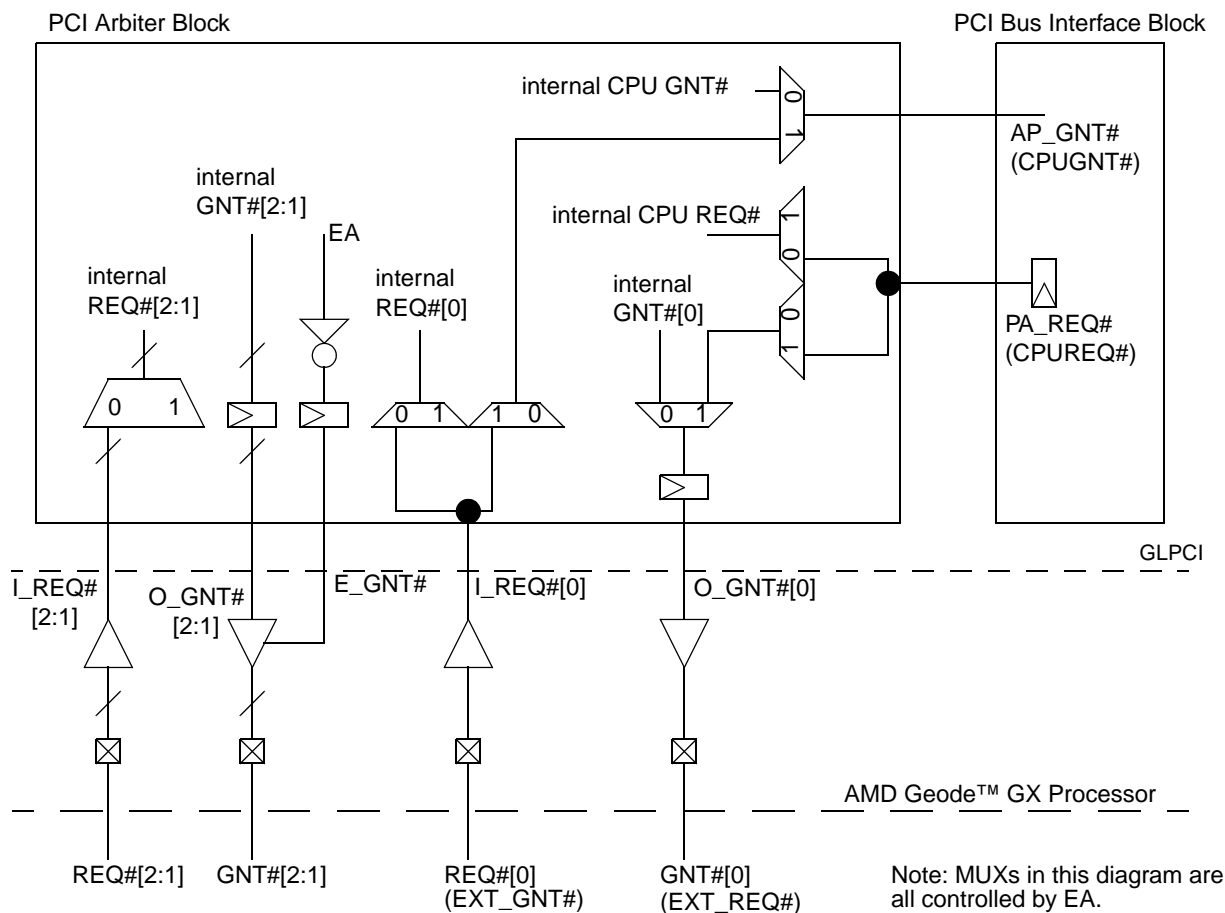 PCI Arbiter Block
PCI Bus Interface Block
internal CPU GNT#
0
1
AP_GNT#
(CPUGNT#)
internal
GNT#[2:1]
EA
internal CPU REQ#
1
0
internal
REQ#[2:1]
internal
REQ#[0]
internal
GNT#[0]
0
1
PA_REQ#
(CPUREQ#)
0 1
0 1
1 0
0 1
GLPCI
I_REQ#
[2:1]
O_GNT#
[2:1]
E_GNT#
I_REQ#[0]
O_GNT#[0]
AMD Geode™ GX Processor
REQ#[2:1]
GNT#[2:1]
REQ#[0]
(EXT_GNT#)
GNT#[0]
(EXT_REQ#)
Note: MUXs in this diagram are
all controlled by EA.